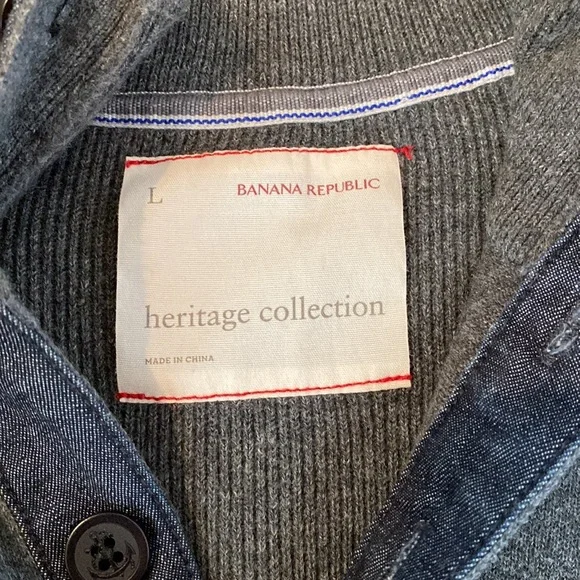 L BANANA REPUBLIC
heritage collection
MADE IN CHINA